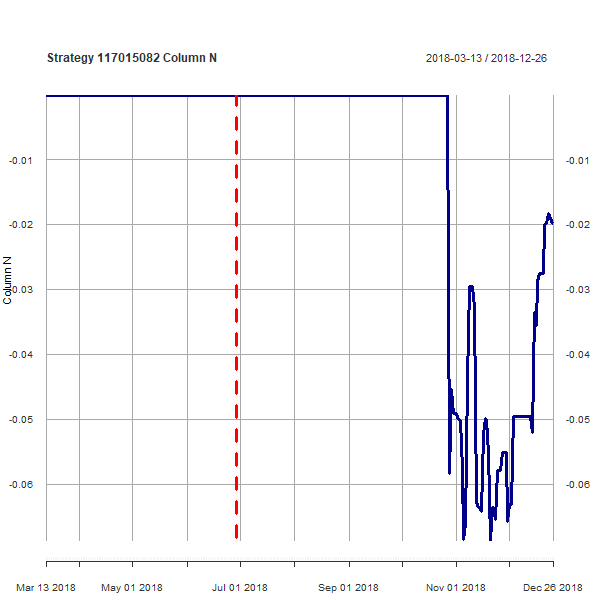 Strategy 117015082 Column N
2018-03-13 / 2018-12-26
-0.01 -0.01
-0.02 -0.02
Column N
-0.03 -0.03
-0.04 -0.04
-0.05 -0.05
-0.06 -0.06
Mar 13 2018 May 01 2018 Jul 01 2018 Sep 01 2018 Nov 01 2018 Dec 26 2018